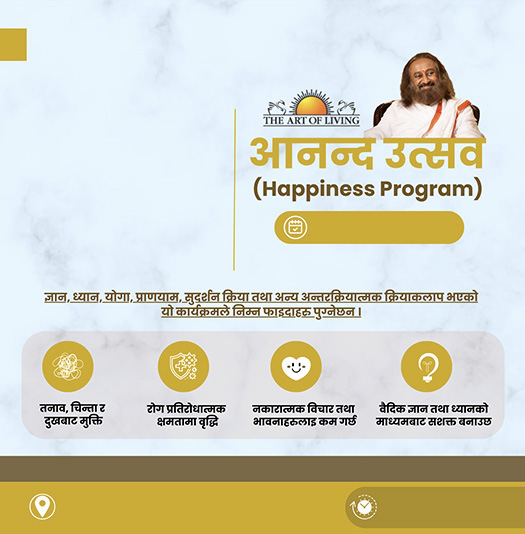 THE ART OF LIVING
आनन्द उत्सव
(Happiness Program)
ज्ञान, ध्यान, योगा, प्राणयाम, सुदर्शन क्रिया तथा अन्य अन्तरक्रियात्मक क्रियाकलाप भएको
यो कार्यक्रमले निम्न फाइदाहरु पुग्नेछन ।
तनाव, चिन्ता र
दुखबाट मुक्ति
रोग प्रतिरोधात्मक
क्षमतामा वृद्धि
नकारात्मक विचार तथा
भावनाहरुलाइ कम गर्छ
वैदिक ज्ञान तथा ध्यानको
माध्यमबाट सशक्त बनाउछ